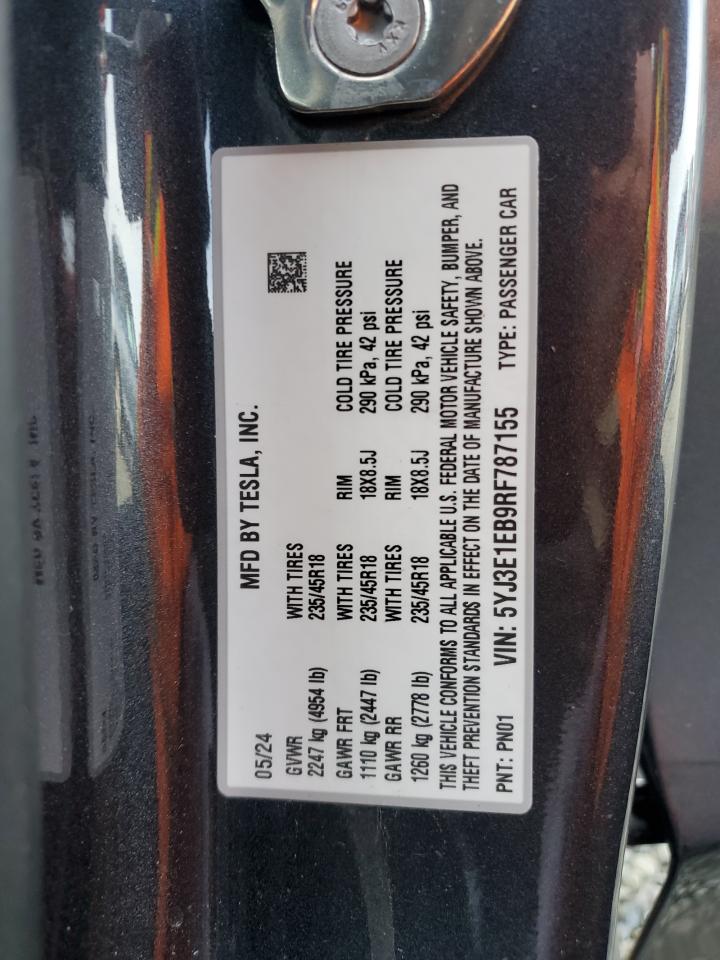 MFD BY TESLA, INC.
05/24
GVWR WITH TIRES
2247 kg (4954 lb) 235/45R18
GAWR FRT WITH TIRES RIM COLD TIRE PRESSURE
1110 kg (2447 lb) 235/45R18 18X8.5J 290 kPa, 42 psi
GAWR RR WITH TIRES RIM COLD TIRE PRESSURE
1260 kg (2778 lb) 235/45R18 18X8.5J 290 kPa, 42 psi
THIS VEHICLE CONFORMS TO ALL APPLICABLE U.S. FEDERAL MOTOR VEHICLE SAFETY, BUMPER, AND
THEFT PREVENTION STANDARDS IN EFFECT ON THE DATE OF MANUFACTURE SHOWN ABOVE.
PNT: PN01 VIN: 5YJ3E1EB9RF787155 TYPE: PASSENGER CAR